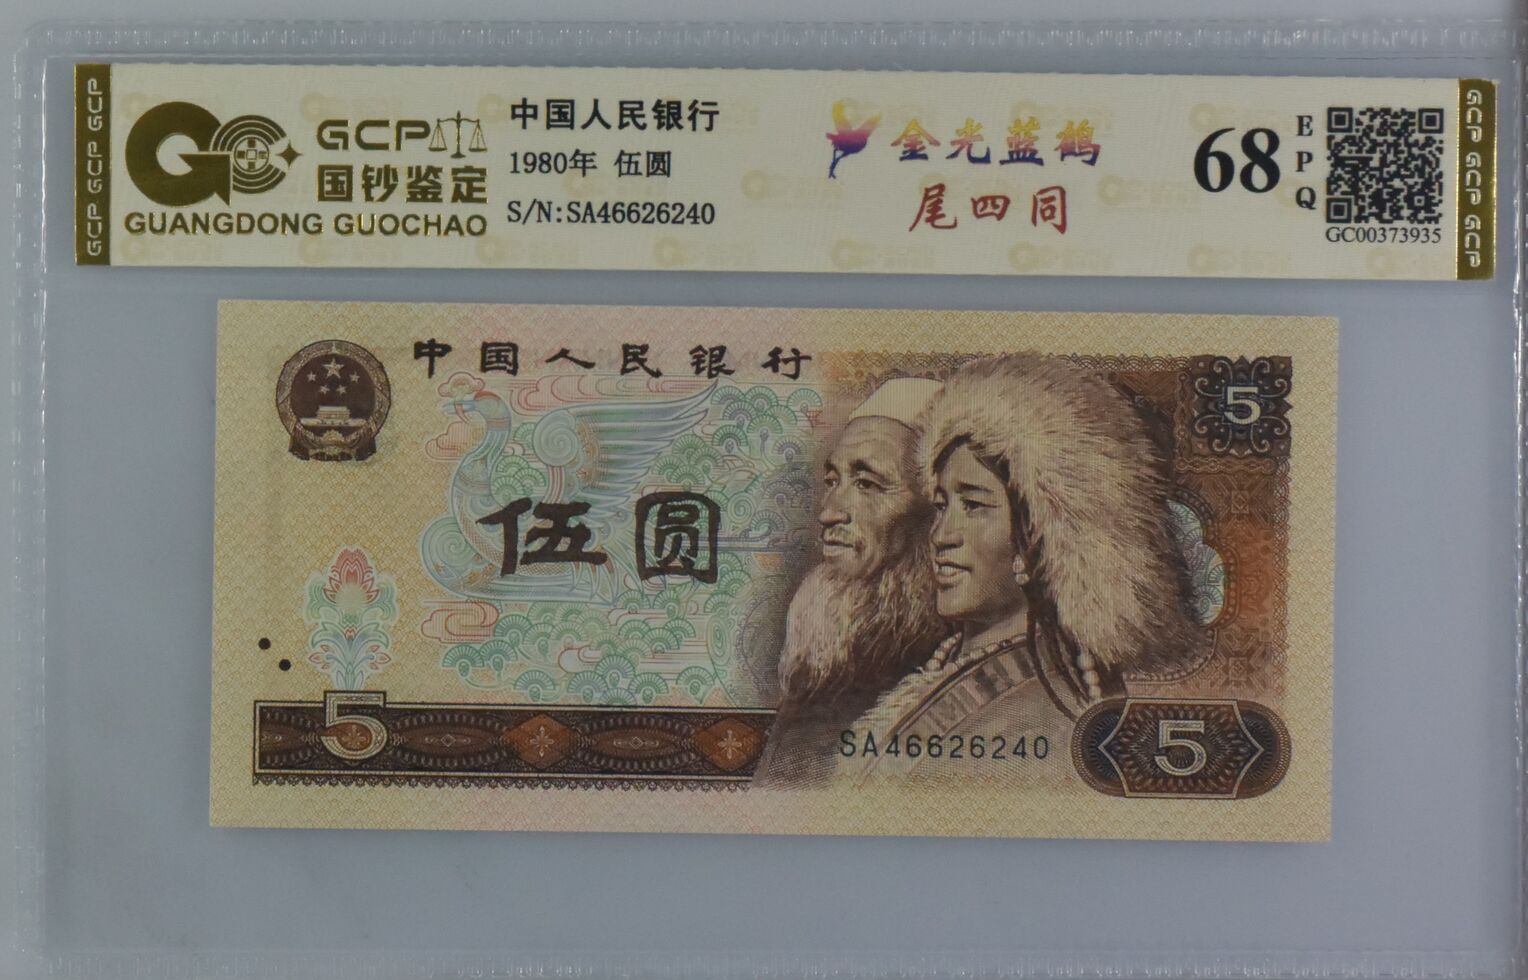 GCP GCP GCP
GCP
国钞鉴定
GUANGDONG GUOCHAO
中国人民银行
1980年 伍圆
S/N:SA46626240
金光蓝鹤
尾四同
68
EPQ
GC00373935
GCP GCP GCP
中国人民银行
5
伍圆
5
SA46626240
5